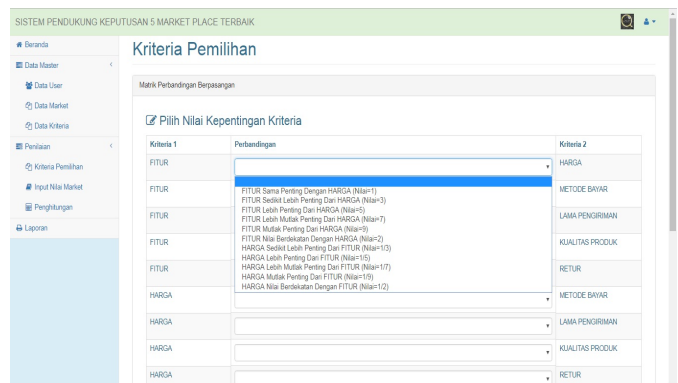 SISTEM PENDUKUNG KEPUTUSAN 5 MARKET PLACE TERBAIK
Beranda
Data Master
Data User
Data Market
Data Kriteria
Penilaian
Kriteria Pemilihan
Input Nilai Market
Penghitungan
Laporan
Kriteria Pemilihan
Matrik Perbandingan Berpasangan
Pilih Nilai Kepentingan Kriteria
Kriteria 1 Perbandingan Kriteria 2
FITUR HARGA
FITUR METODE BAYAR
FITUR LAMA PENGIRIMAN
FITUR KUALITAS PRODUK
FITUR RETUR
FITUR Sama Penting Dengan HARGA (Nilai=1)
FITUR Sedikit Lebih Penting Dari HARGA (Nilai=3)
FITUR Lebih Penting Dari HARGA (Nilai=5)
FITUR Lebih Mutlak Penting Dari HARGA (Nilai=7)
FITUR Mutlak Penting Dari HARGA (Nilai=9)
FITUR Nilai Berdekatan Dengan HARGA (Nilai=2)
HARGA Sedikit Lebih Penting Dari FITUR (Nilai=1/3)
HARGA Lebih Penting Dari FITUR (Nilai=1/5)
HARGA Lebih Mutlak Penting Dari FITUR (Nilai=1/7)
HARGA Mutlak Penting Dari FITUR (Nilai=1/9)
HARGA Nilai Berdekatan Dengan FITUR (Nilai=1/2)
HARGA METODE BAYAR
HARGA LAMA PENGIRIMAN
HARGA KUALITAS PRODUK
HARGA RETUR